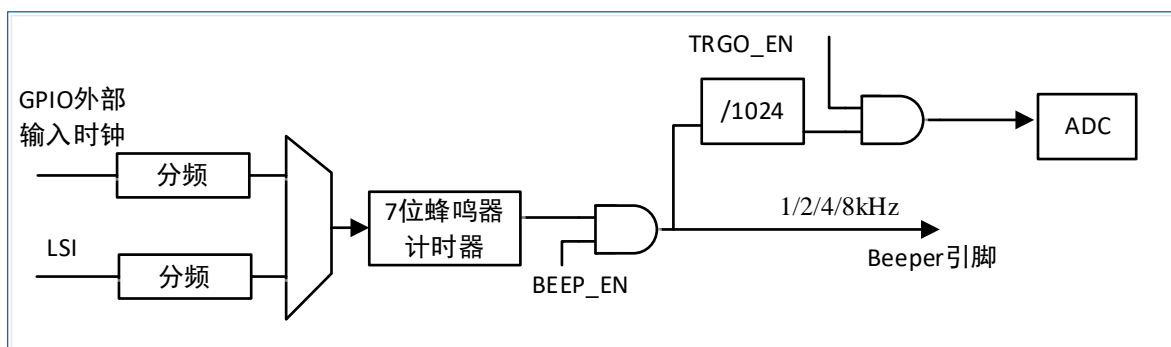 TRGO_EN
GPIO外部
输入时钟
/1024
ADC
分频
7位蜂鸣器
计时器
1/2/4/8kHz
LSI
分频
BEEP_EN
Beeper引脚